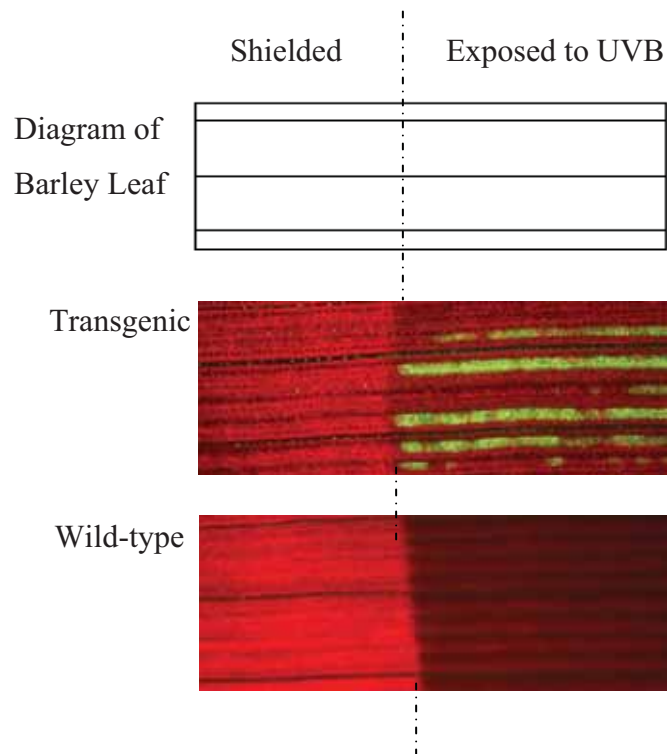 Shielded
Exposed to UVB
Diagram of
Barley Leaf
Transgenic
Wild-type